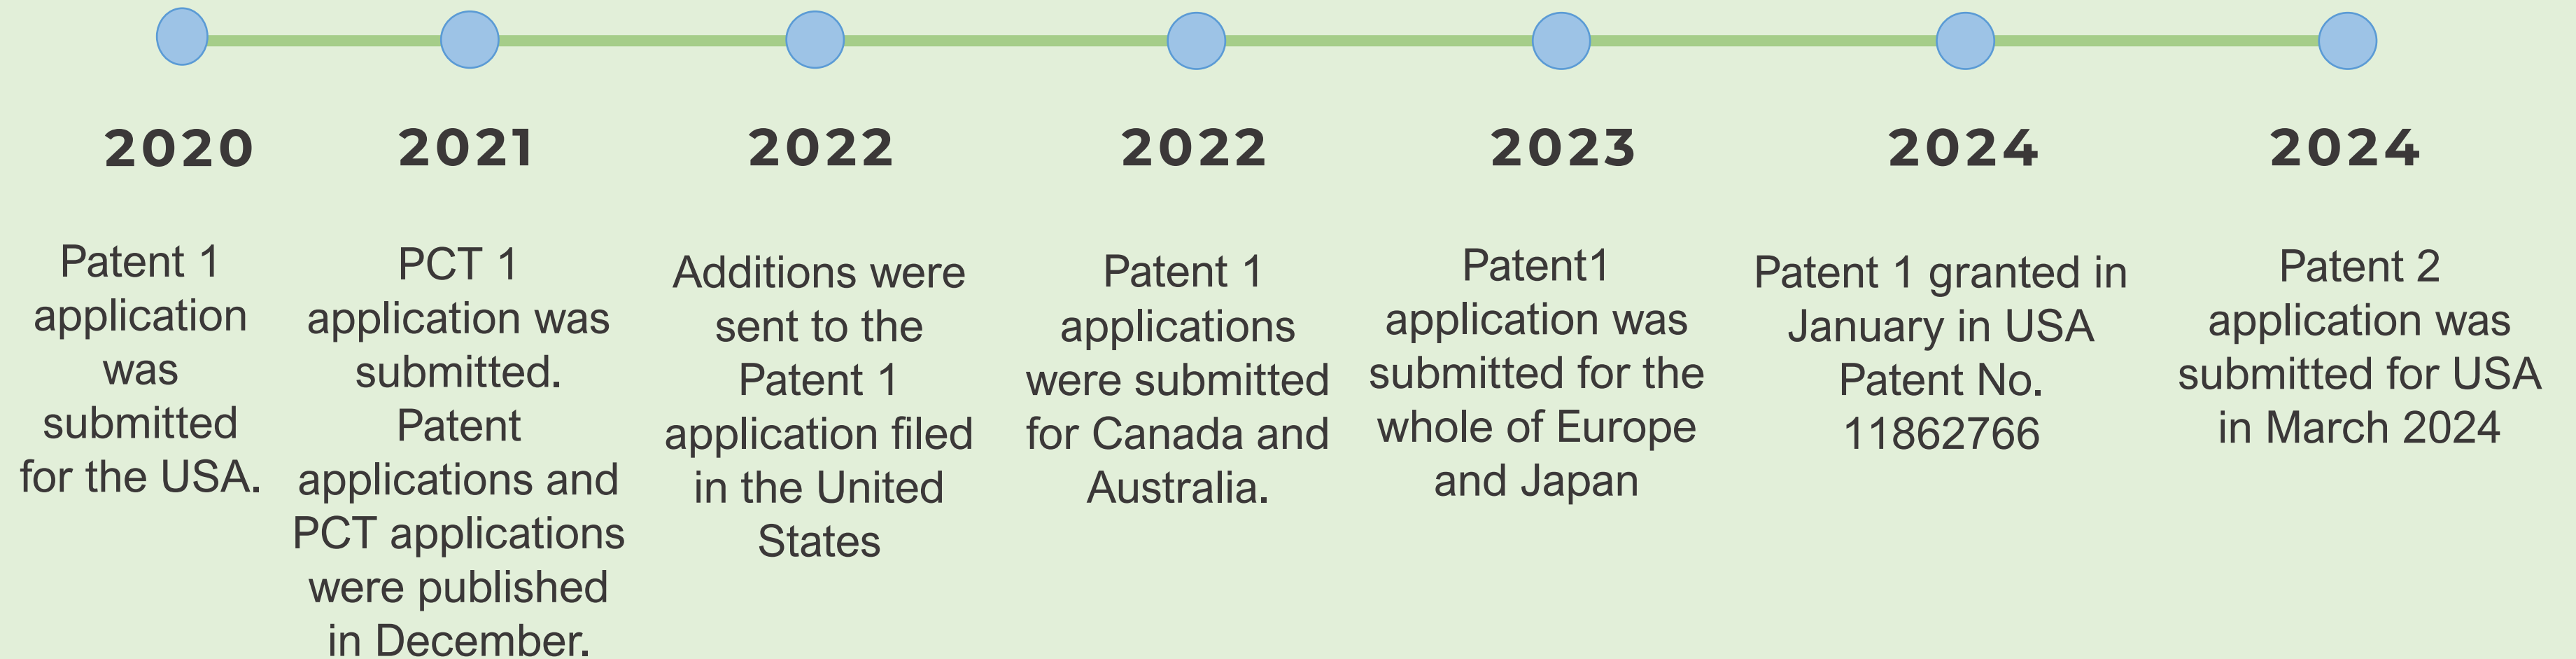 2020
Patent 1
application
was
submitted
for the USA.
2021
PCT 1
application was
submitted.
Patent
applications and
PCT applications
were published
in December.
2022
Additions were
sent to the
Patent 1
application filed
in the United
States
2022
Patent 1
applications
were submitted
for Canada and
Australia.
2023
Patent1
application was
submitted for the
whole of Europe
and Japan
2024
Patent 1 granted in
January in USA
Patent No.
11862766
2024
Patent 2
application was
submitted for USA
in March 2024